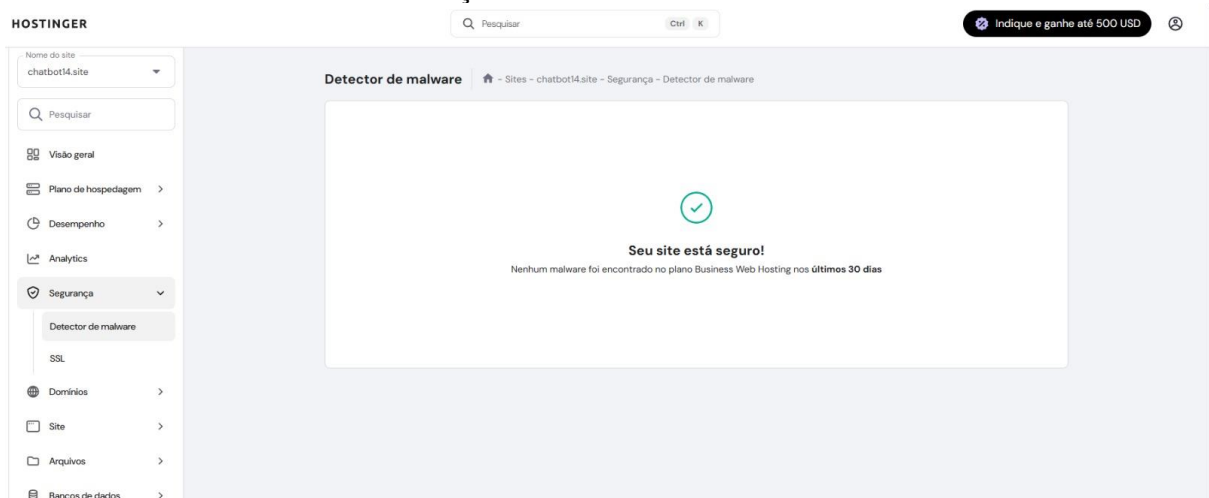 HOSTINGER
Pesquisar
Ctrl K
Indique e ganhe até 500 USD
Nome do site
chatbot14.site
Pesquisar
Visão geral
Plano de hospedagem
Desempenho
Analytics
Segurança
Detector de malware
SSL
Domínios
Site
Arquivos
Bancos de dados
Detector de malware
- Sites - chatbot14.site - Segurança - Detector de malware
Seu site está seguro!
Nenhum malware foi encontrado no plano Business Web Hosting nos últimos 30 dias